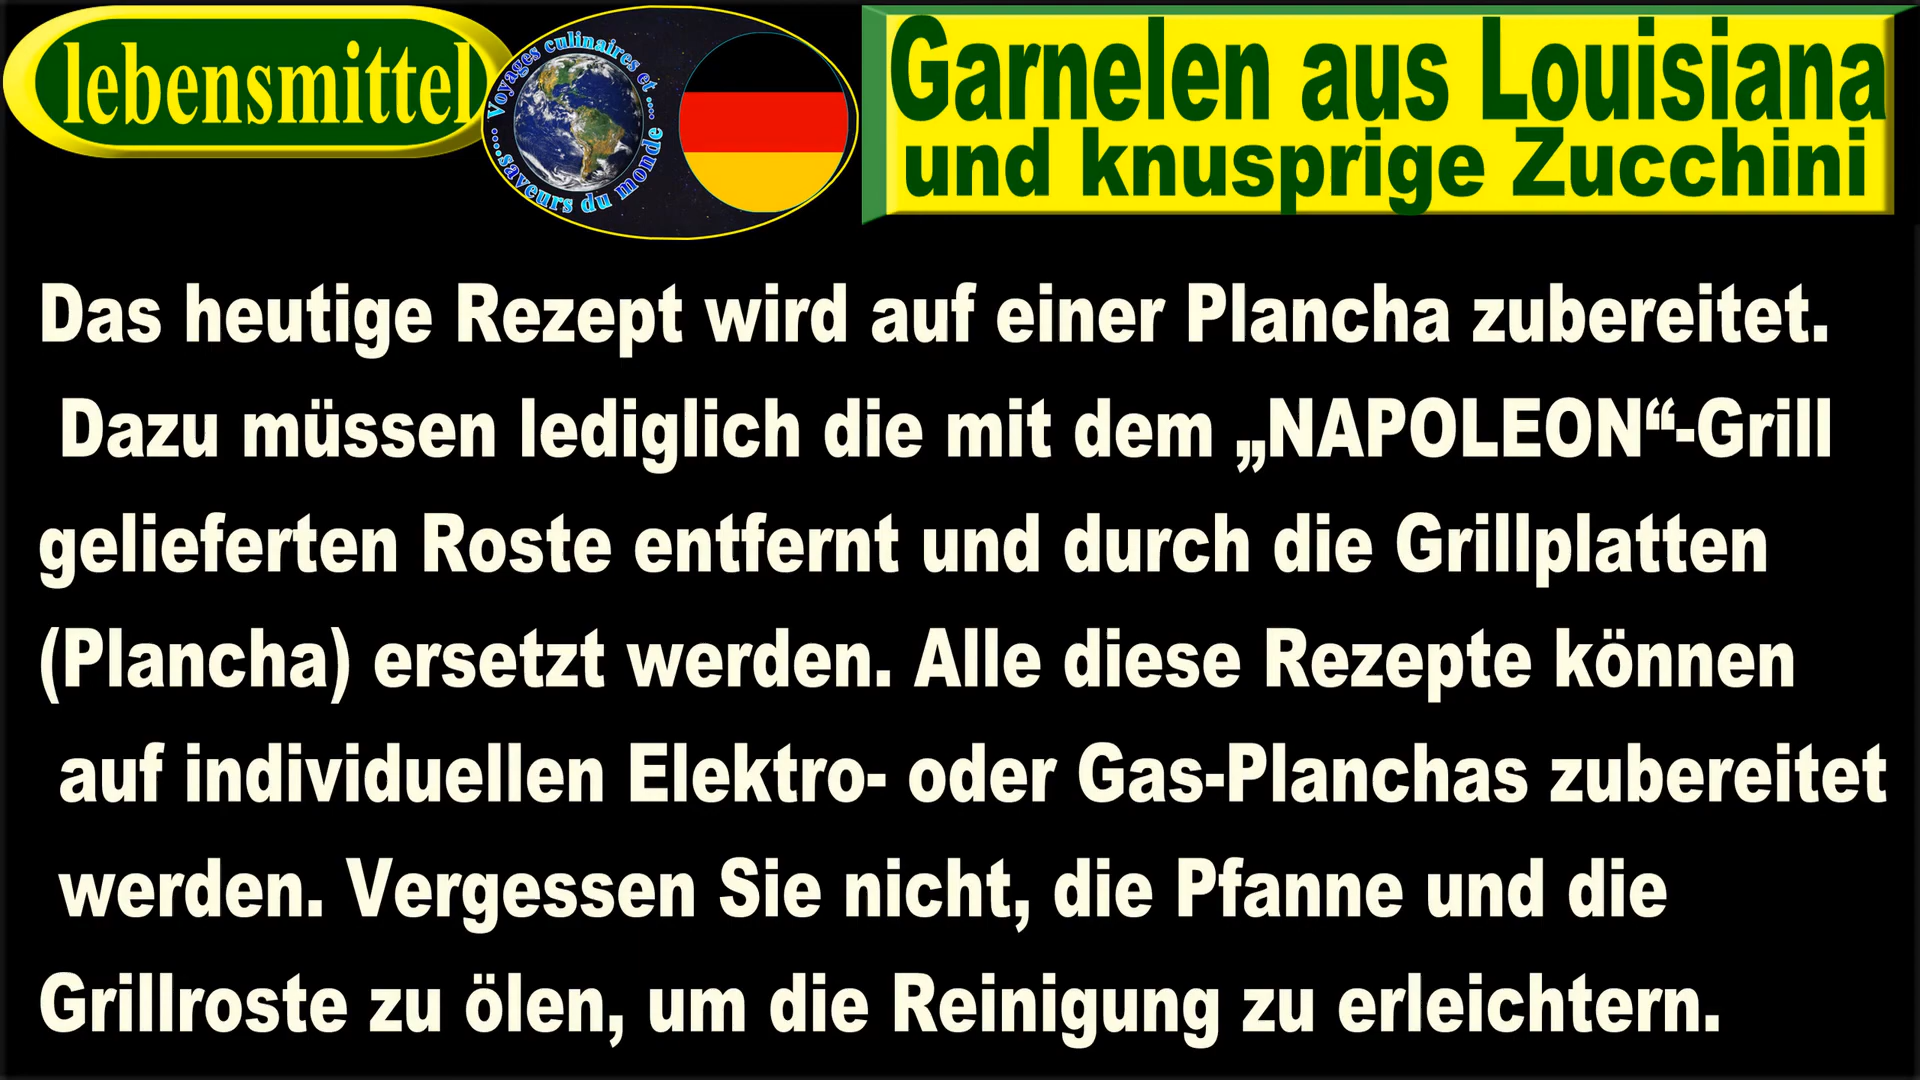 lebensmittel
Voyages culinaires et ....
.....saveurs du monde
Garnelen aus Louisiana
und knusprige Zucchini
Das heutige Rezept wird auf einer Plancha zubereitet.
Dazu müssen lediglich die mit dem „NAPOLEON“-Grill
gelieferten Roste entfernt und durch die Grillplatten
(Plancha) ersetzt werden. Alle diese Rezepte können
auf individuellen Elektro- oder Gas-Planchas zubereitet
werden. Vergessen Sie nicht, die Pfanne und die
Grillroste zu ölen, um die Reinigung zu erleichtern.